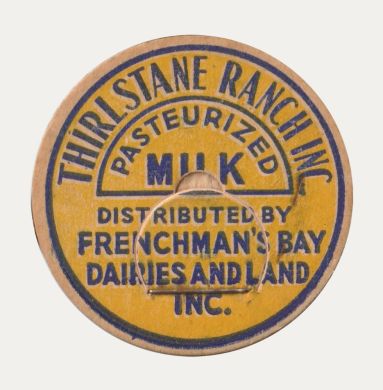 THIRLSTANE RANCH INC
PASTEURIZED
MILK
DISTRIBUTED BY
FRENCHMAN'S BAY
DAIRIES AND LAND
INC.